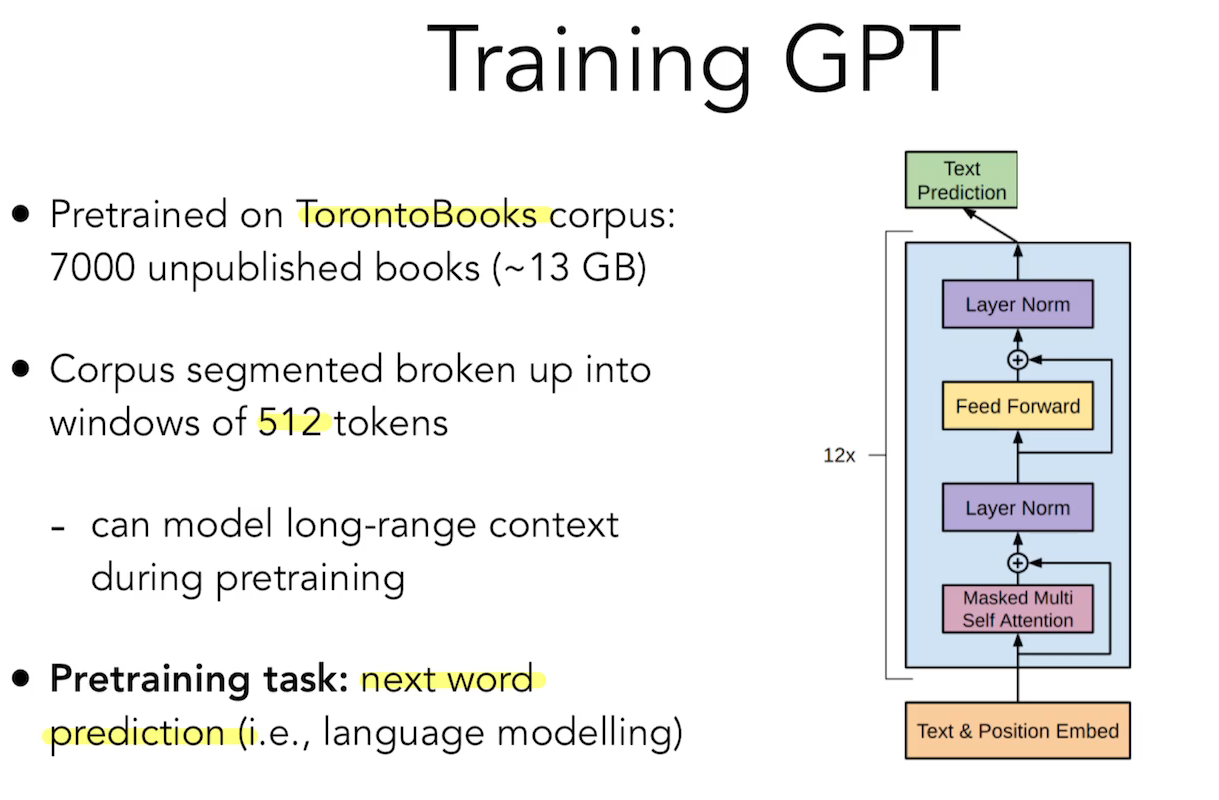 Training GPT
• Pretrained on TorontoBooks corpus:
7000 unpublished books (~13 GB)
• Corpus segmented broken up into
windows of 512 tokens
- can model long-range context
during pretraining
• Pretraining task: next word
prediction (i.e., language modelling)
Text
Prediction
Layer Norm
+
Feed Forward
12x
Layer Norm
+
Masked Multi
Self Attention
Text & Position Embed